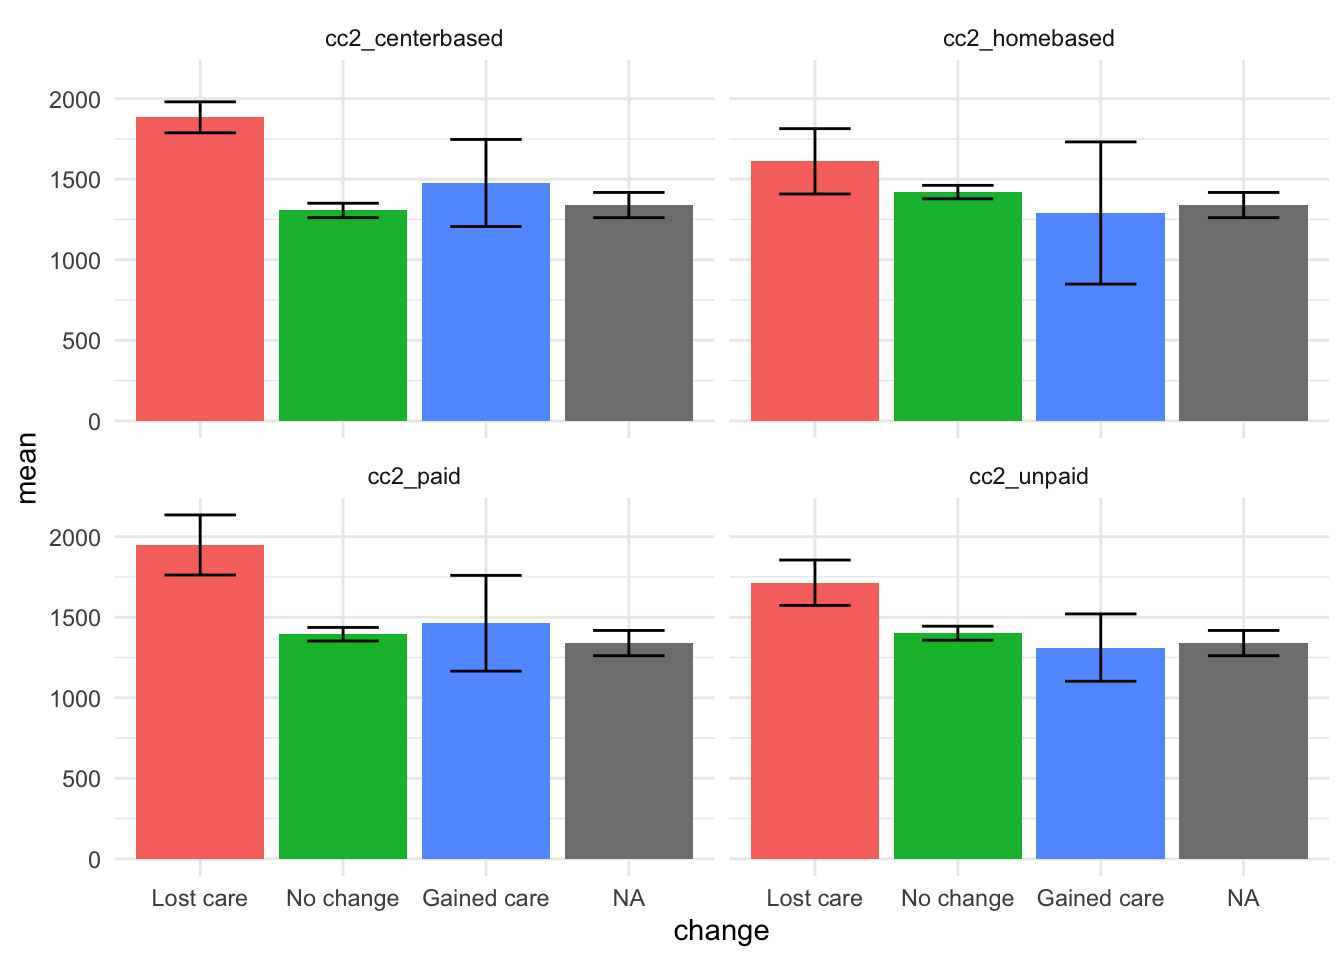 cc2_centerbased
cc2_homebased
2000
1500
1000
500
0
cc2_paid
cc2_unpaid
2000
1500
1000
500
0
mean
Lost care No change Gained care NA
Lost care No change Gained care NA
change